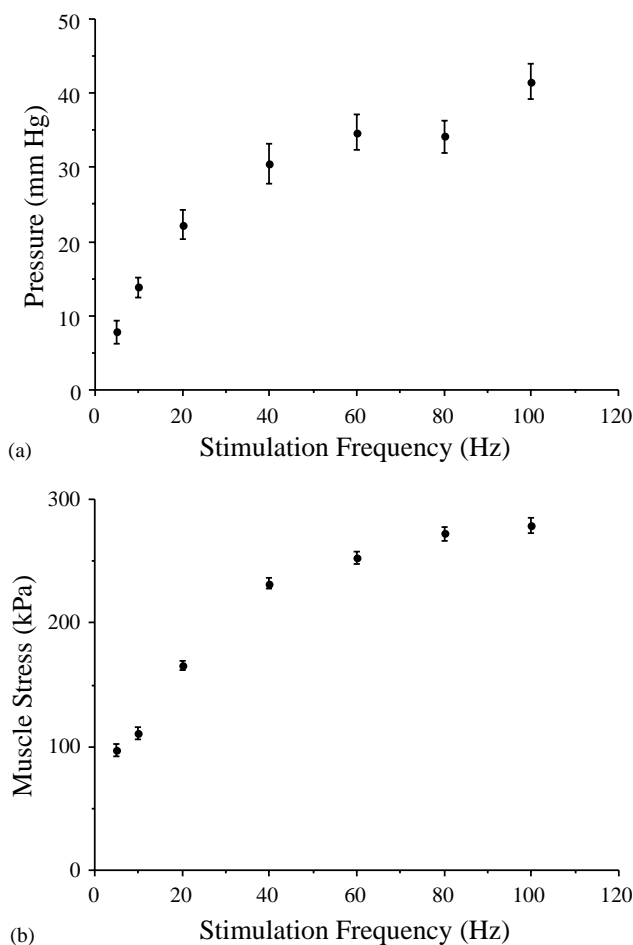 50
40
30
20
10
0
Pressure (mm Hg)
0 20 40 60 80 100 120
(a) Stimulation Frequency (Hz)
300
200
100
0
Muscle Stress (kPa)
0 20 40 60 80 100 120
(b) Stimulation Frequency (Hz)